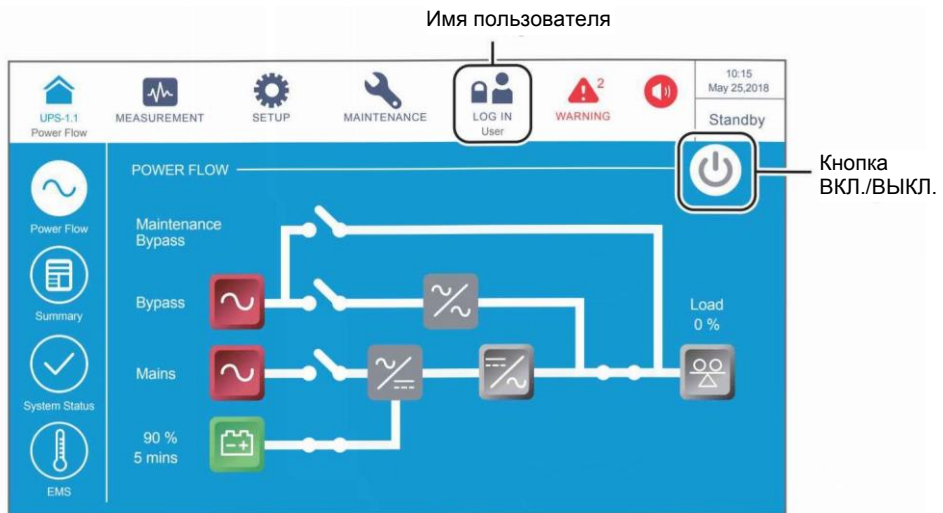 Имя пользователя
UPS-1.1
Power Flow
MEASUREMENT
SETUP
MAINTENANCE
LOG IN
User
2
WARNING
10:15
May 25,2018
Standby
Кнопка
ВКЛ./ВЫКЛ.
POWER FLOW
Power Flow
Maintenance
Bypass
Summary
Bypass
Load
0 %
System Status
Mains
90 %
5 mins
EMS